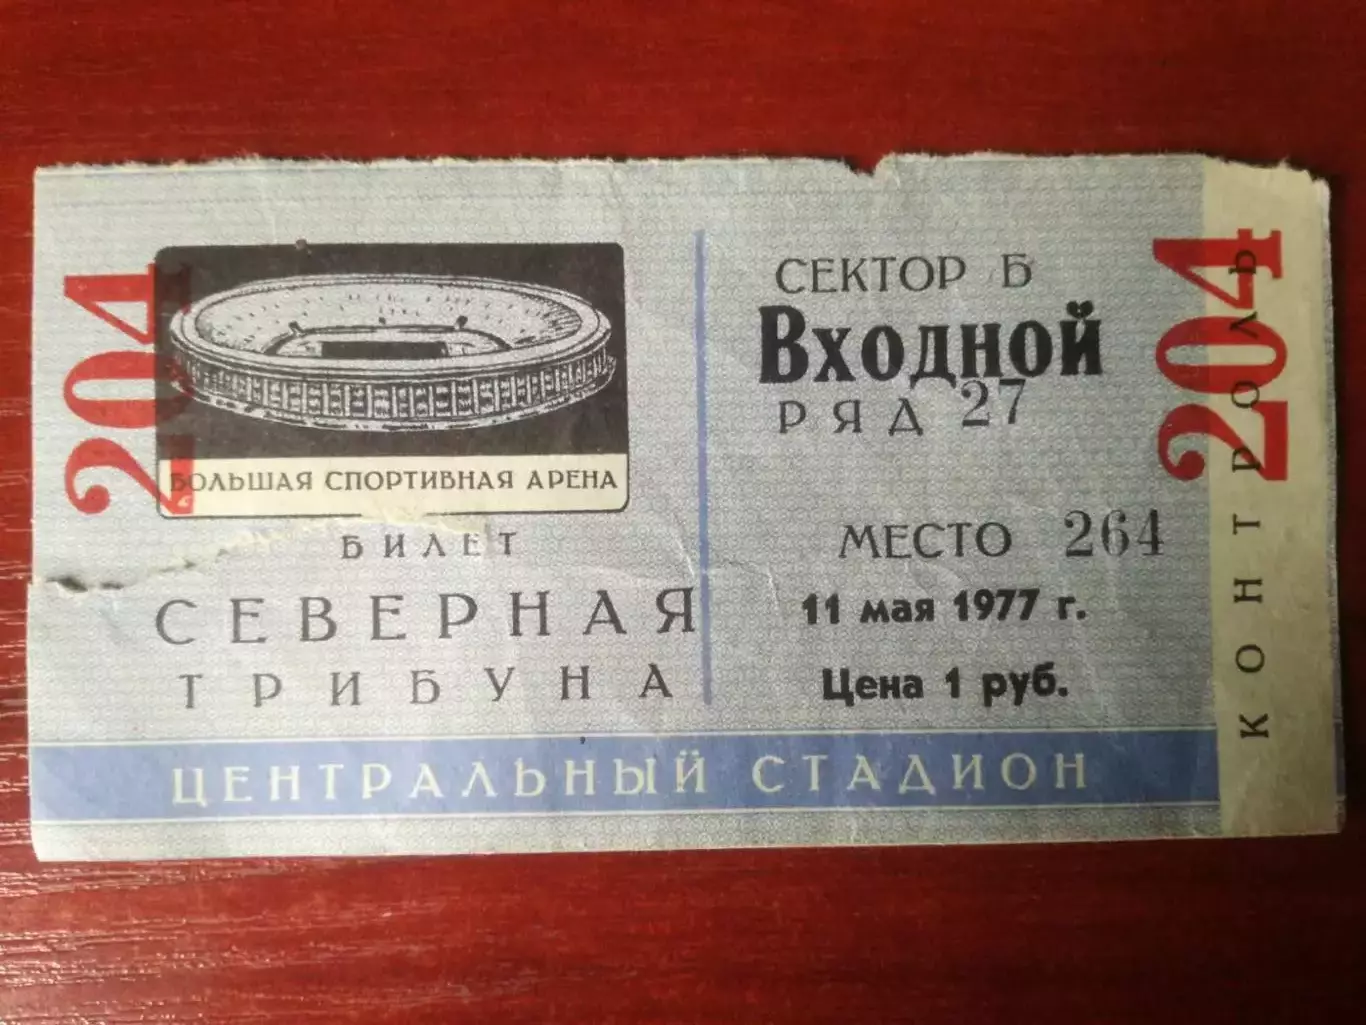 204
БОЛЬШАЯ СПОРТИВНАЯ АРЕНА
БИЛЕТ
СЕВЕРНАЯ
ТРИБУНА
СЕКТОР Б
Входной
РЯД 27
МЕСТО 264
11 мая 1977 г.
Цена 1 руб.
ЦЕНТРАЛЬНЫЙ СТАДИОН
204
КОНТРОЛЬ